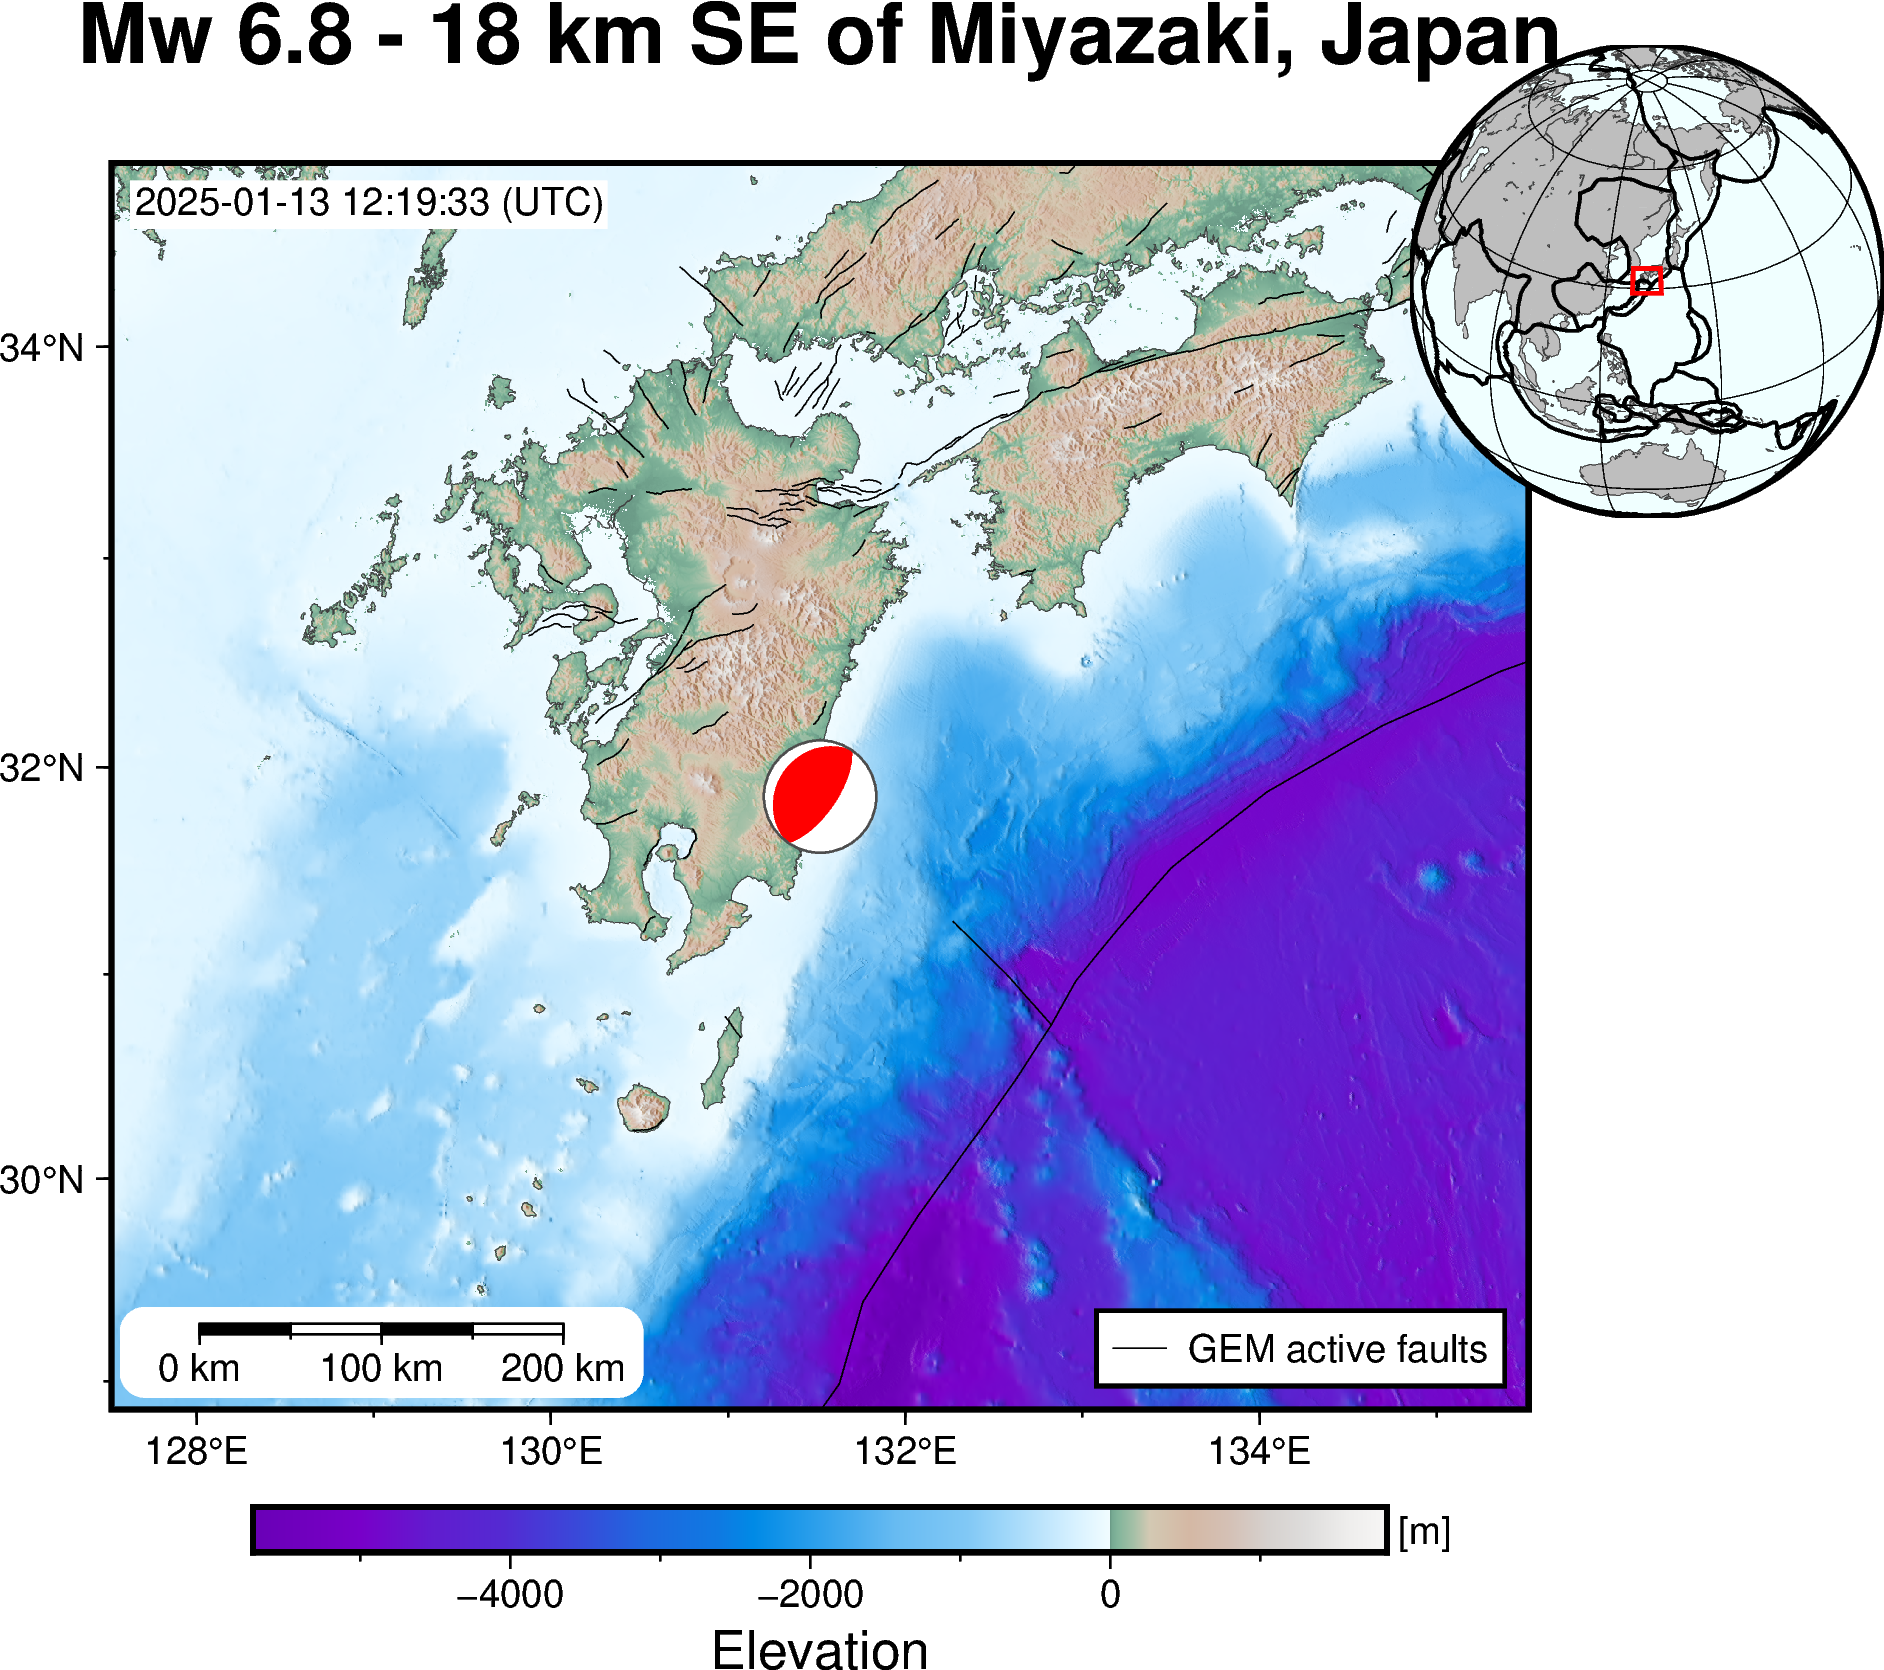 Mw 6.8 - 18 km SE of Miyazaki, Japan
2025-01-13 12:19:33 (UTC)
34°N
32°N
30°N
0 km 100 km 200 km
GEM active faults
128°E 130°E 132°E 134°E
[m]
−4000 −2000 0
Elevation